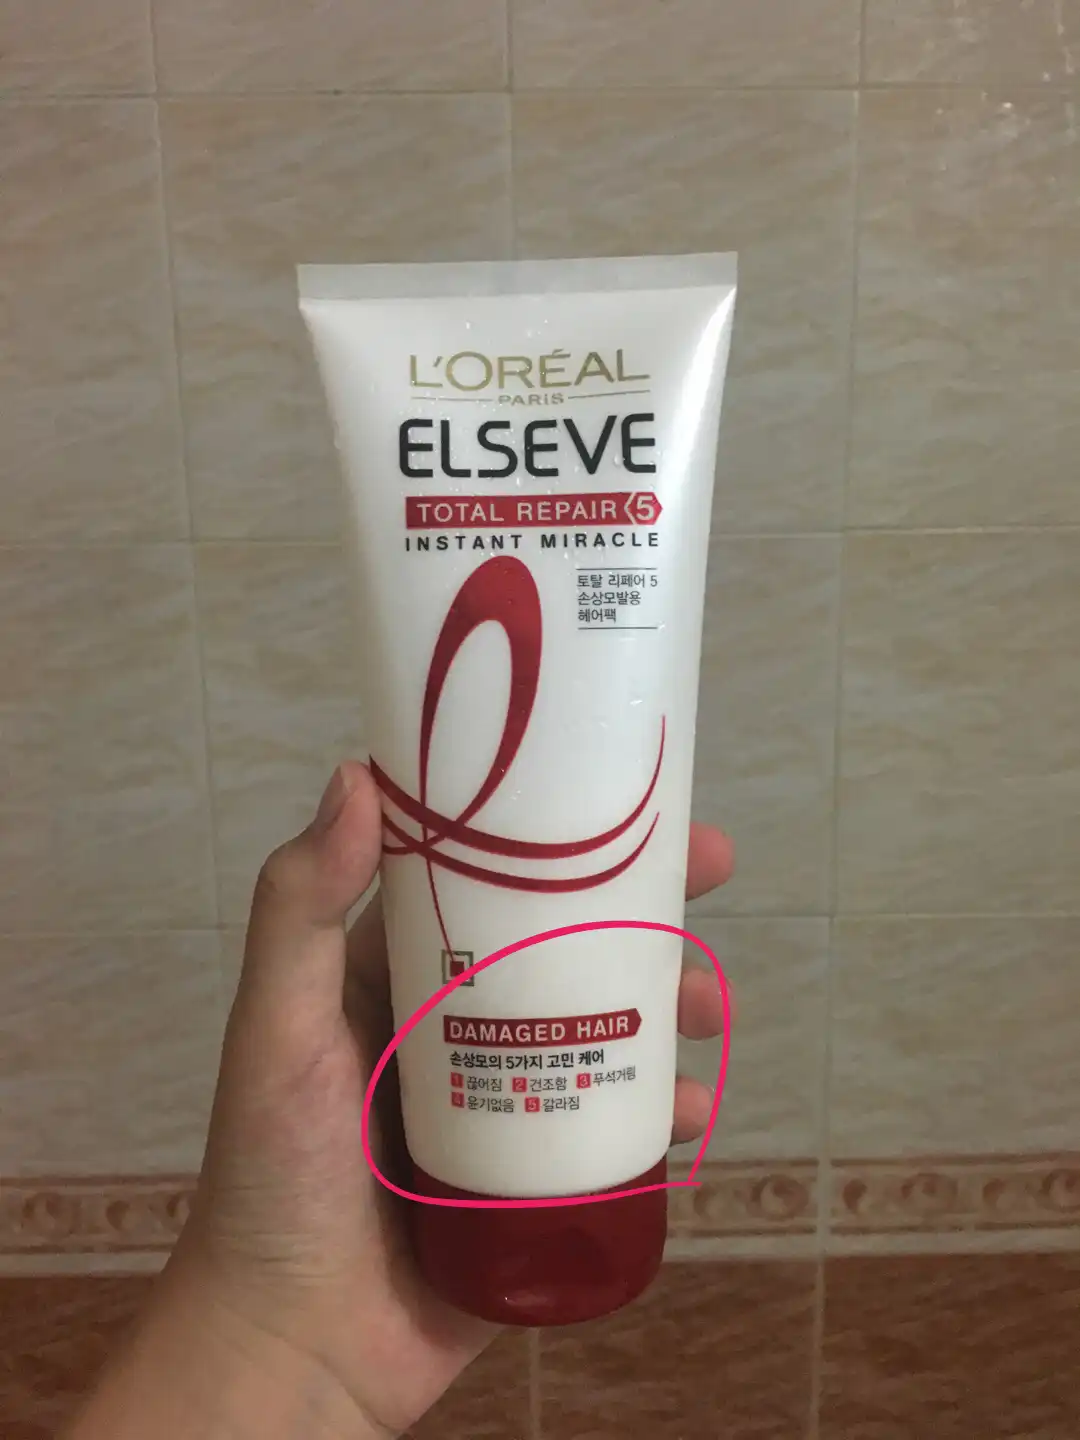 L'ORÉAL
PARIS
ELSEVE
TOTAL REPAIR 5
INSTANT MIRACLE
토탈 리페어 5
손상모발용
헤어팩
DAMAGED HAIR
손상모의 5가지 고민 케어
1 끊어짐 2 건조함 3 푸석거림
4 윤기없음 5 갈라짐